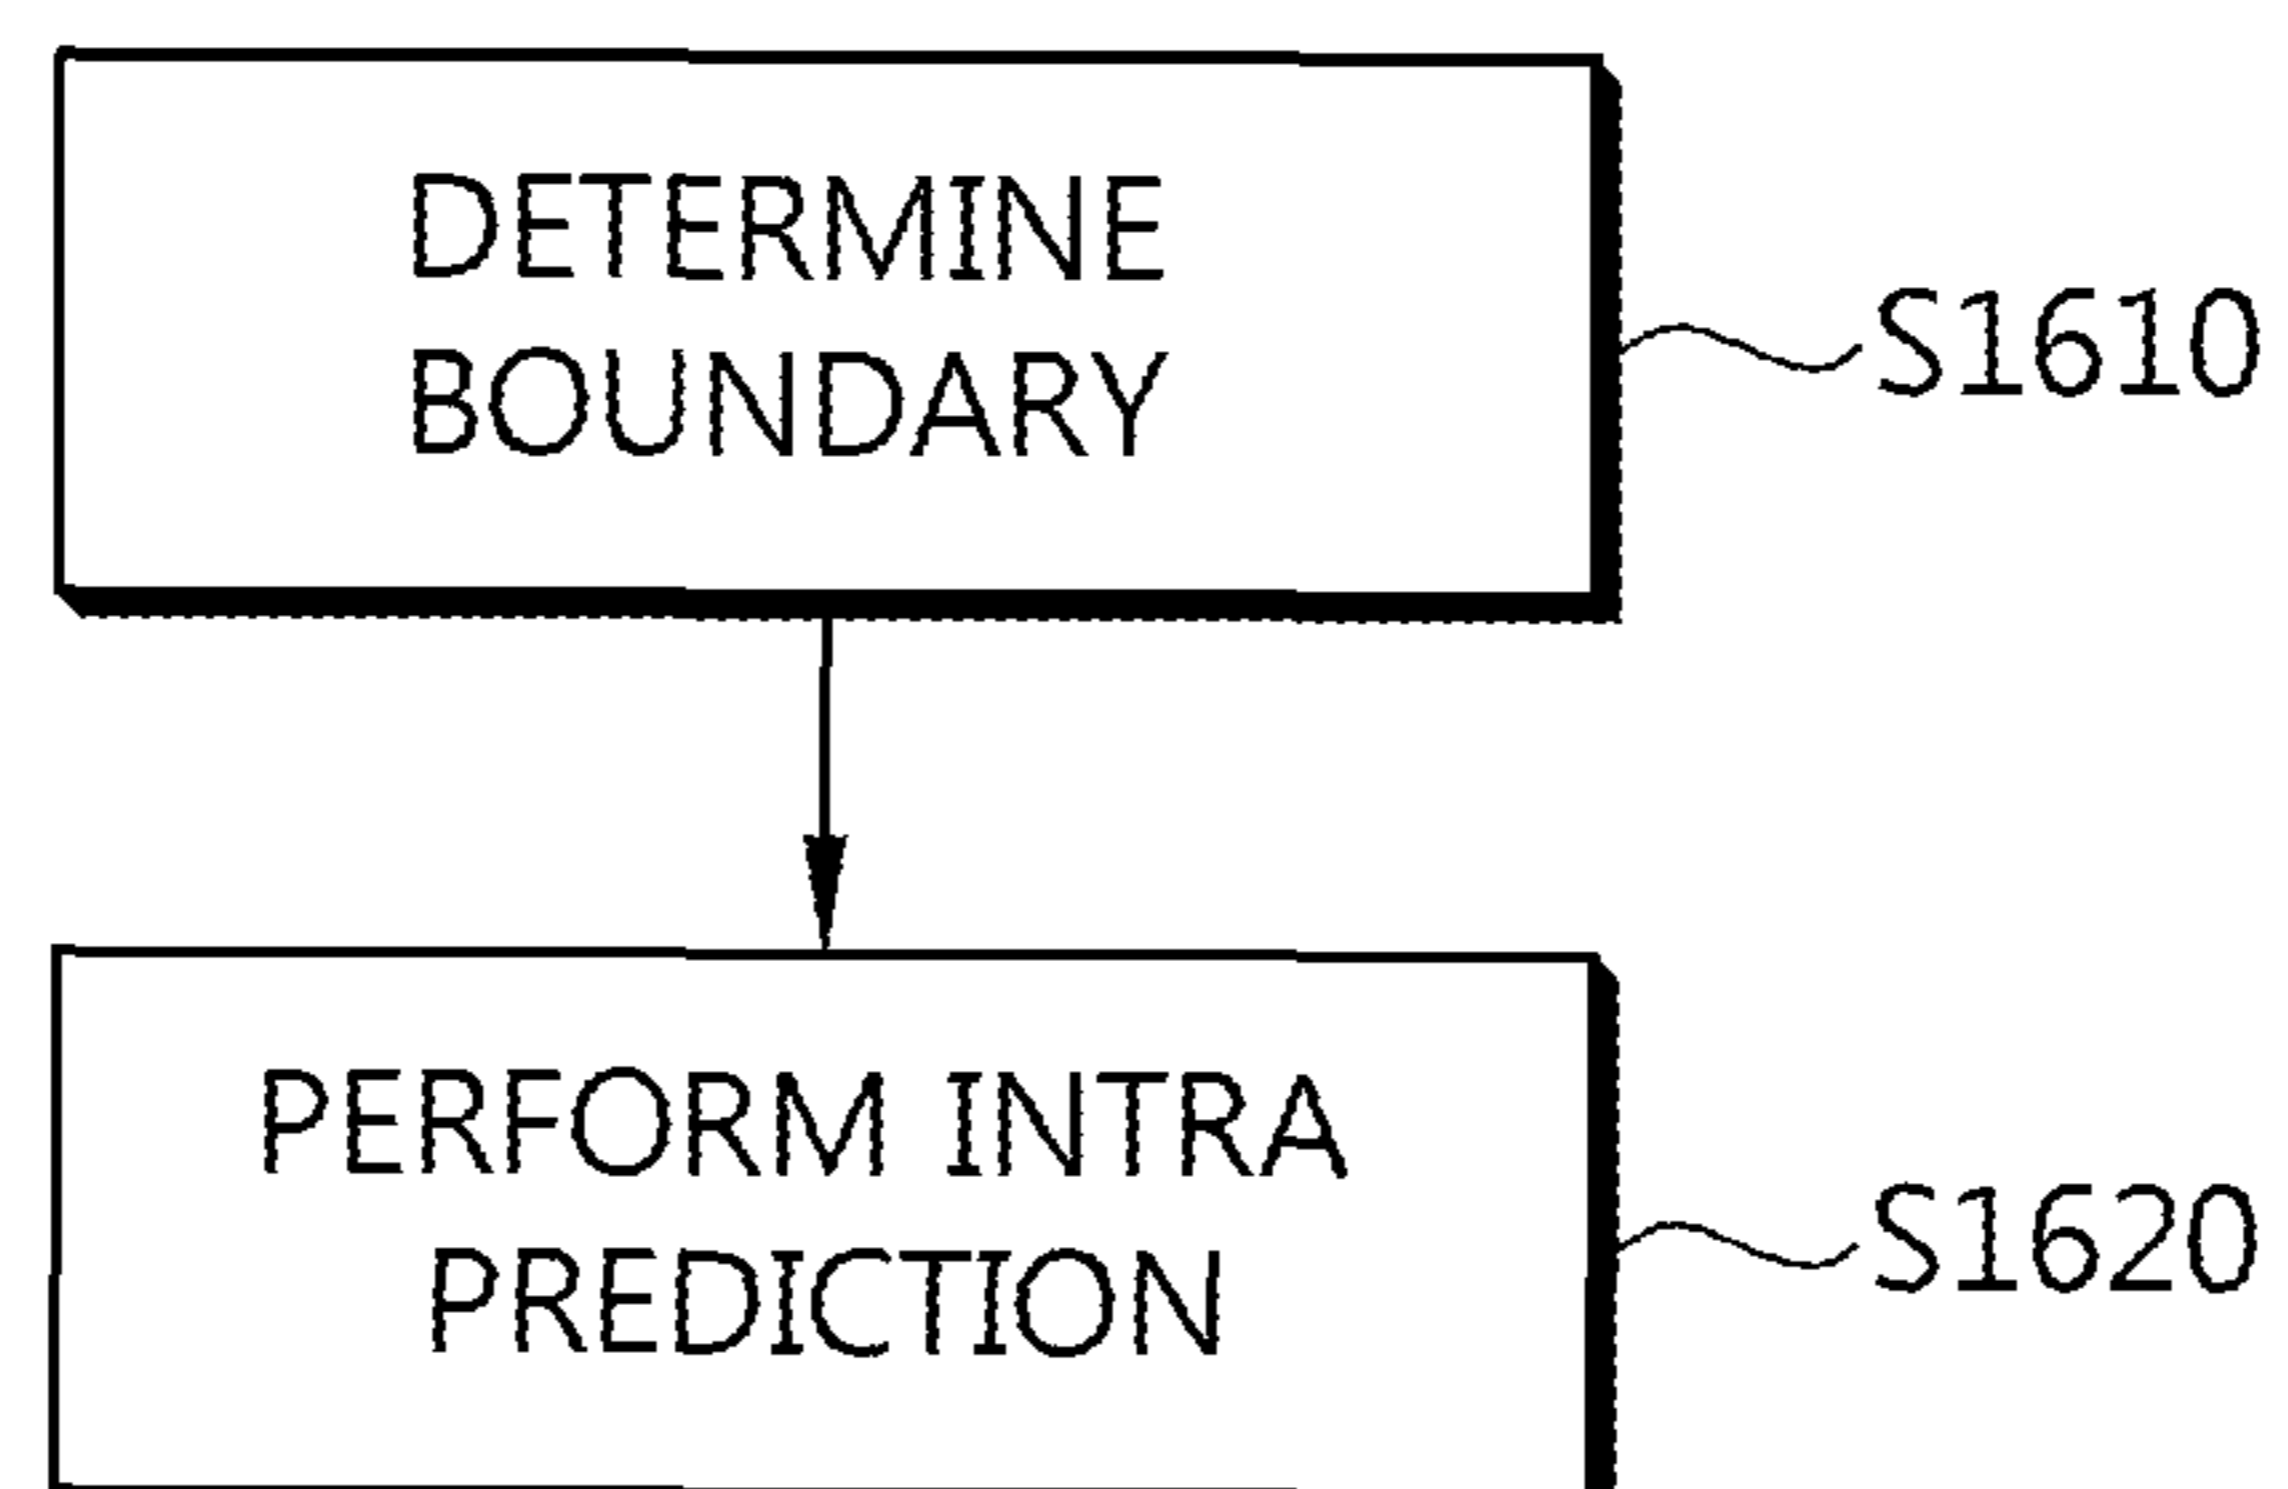 DETERMINE
BOUNDARY
S1610
PERFORM INTRA
PREDICTION
S1620